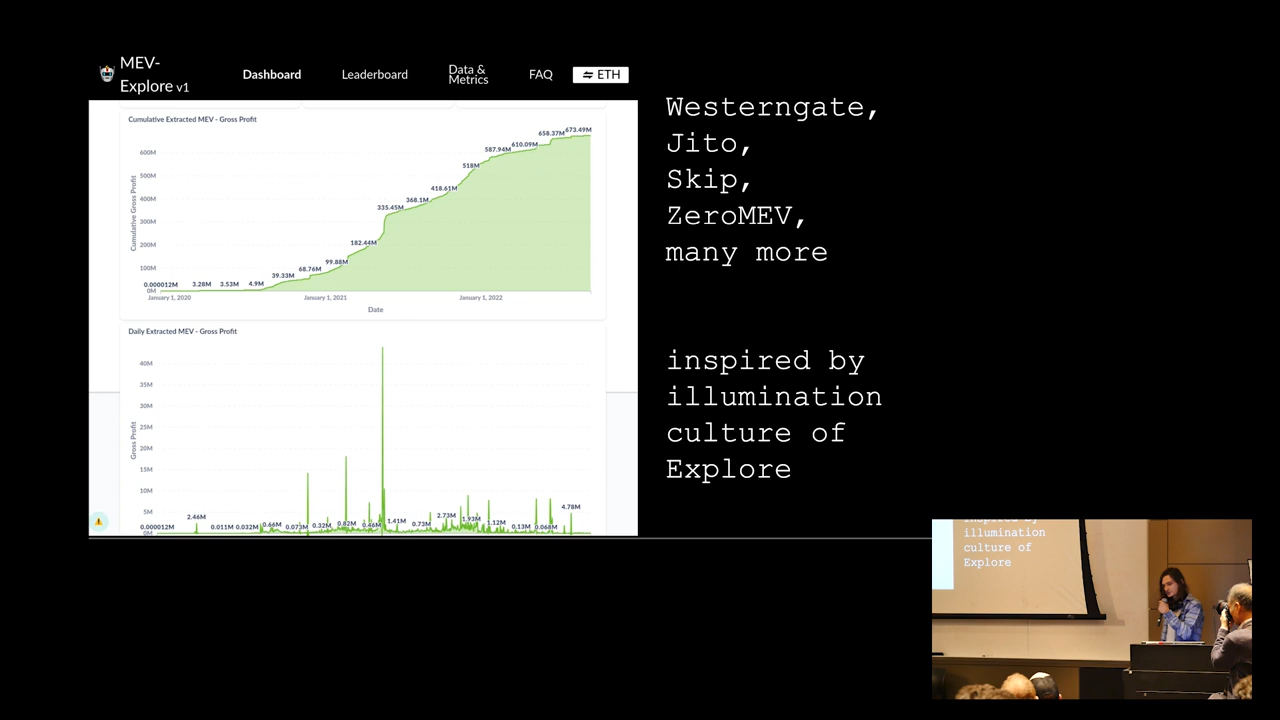 MEV-
Explore v1
Dashboard
Leaderboard
Data &
Metrics
FAQ
ETH
Cumulative Extracted MEV - Gross Profit
Cumulative Gross Profit
600M
500M
400M
300M
200M
100M
0M
0.000012M
3.28M
3.53M
4.9M
39.33M
68.76M
99.88M
182.44M
335.45M
368.1M
418.61M
518M
587.94M
610.09M
658.37M
673.49M
January 1, 2020
January 1, 2021
January 1, 2022
Date
Daily Extracted MEV - Gross Profit
Gross Profit
40M
35M
30M
25M
20M
15M
10M
5M
0M
0.000012M
2.46M
0.011M
0.032M
0.66M
0.073M
0.32M
0.82M
0.46M
1.41M
0.73M
2.73M
1.93M
1.12M
0.13M
0.068M
4.78M
Westerngate,
Jito,
Skip,
ZeroMEV,
many more
inspired by
illumination
culture of
Explore
inspired by
illumination
culture of
Explore